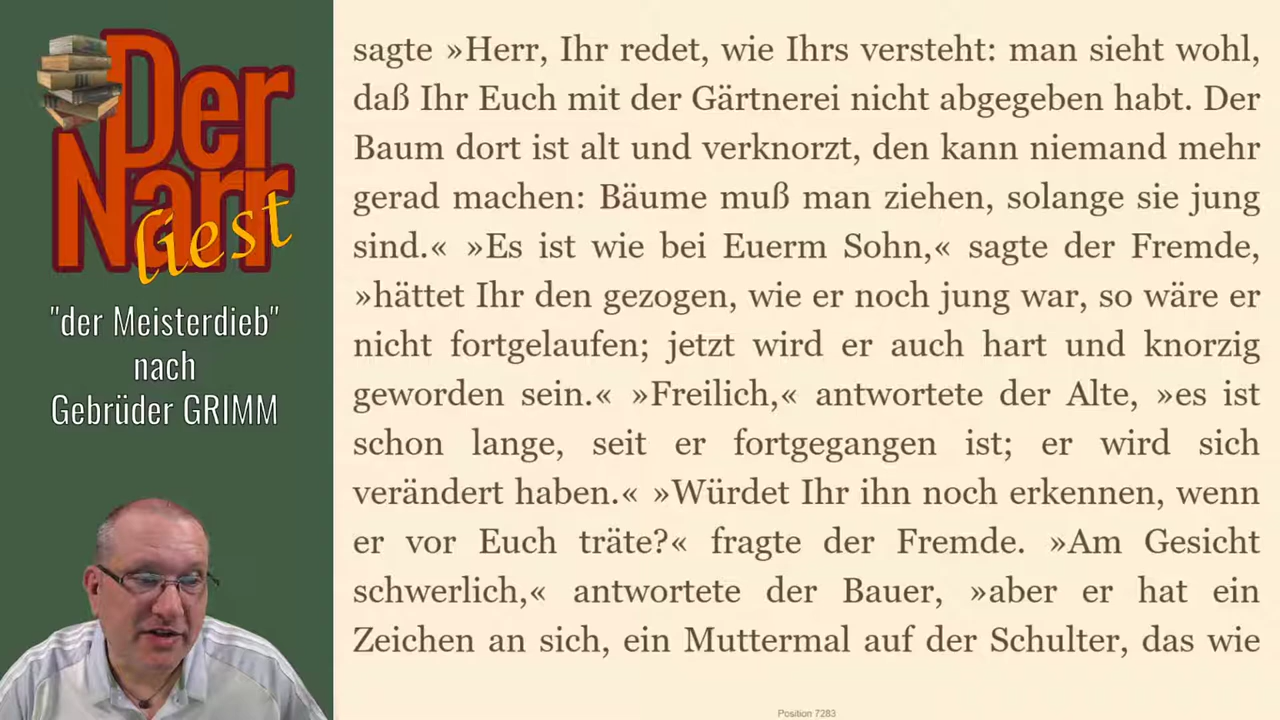 Der
Narr
liest
"der Meisterdieb"
nach
Gebrüder GRIMM
sagte »Herr, Ihr redet, wie Ihrs versteht: man sieht wohl,
daß Ihr Euch mit der Gärtnerei nicht abgegeben habt. Der
Baum dort ist alt und verknorzt, den kann niemand mehr
gerad machen: Bäume muß man ziehen, solange sie jung
sind.« »Es ist wie bei Euerm Sohn,« sagte der Fremde,
»hättet Ihr den gezogen, wie er noch jung war, so wäre er
nicht fortgelaufen; jetzt wird er auch hart und knorzig
geworden sein.« »Freilich,« antwortete der Alte, »es ist
schon lange, seit er fortgegangen ist; er wird sich
verändert haben.« »Würdet Ihr ihn noch erkennen, wenn
er vor Euch träte?« fragte der Fremde. »Am Gesicht
schwerlich,« antwortete der Bauer, »aber er hat ein
Zeichen an sich, ein Muttermal auf der Schulter, das wie
Position 7283